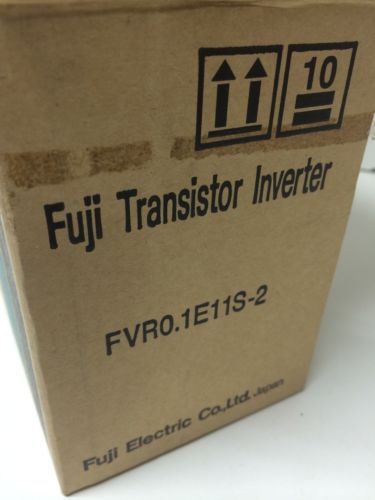 10
Fuji Transistor Inverter
FVR0.1E11S-2
Fuji Electric Co.,Ltd. Japan